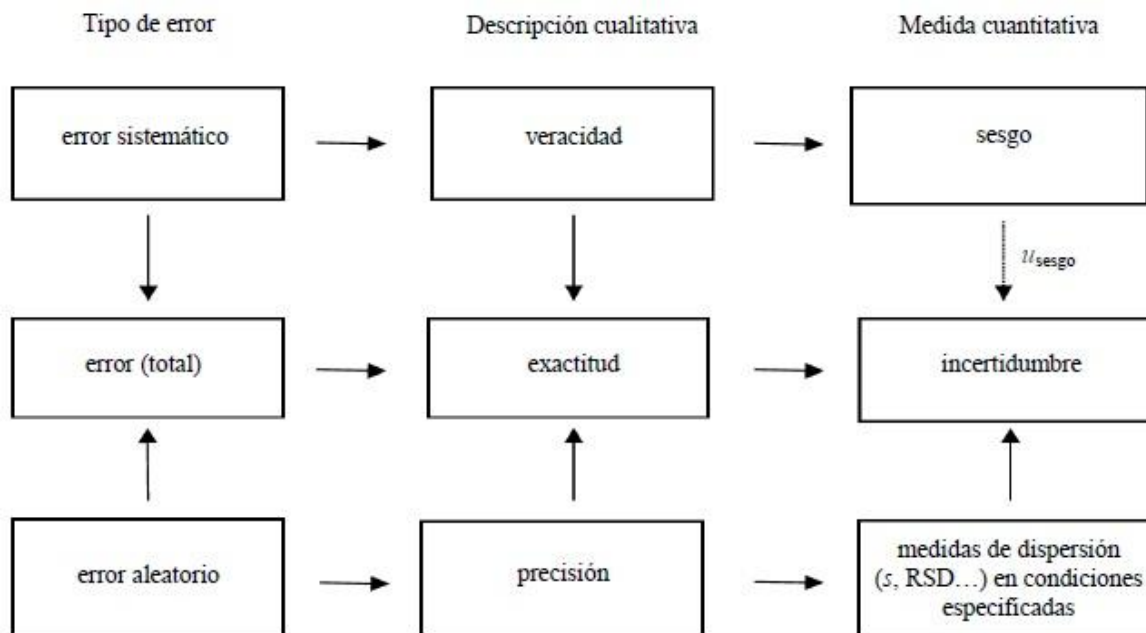 Tipo de error
Descripción cualitativa
Medida cuantitativa
error sistemático
veracidad
sesgo
usesgo
error (total)
exactitud
incertidumbre
error aleatorio
precisión
medidas de dispersión
(s, RSD…) en condiciones
especificadas